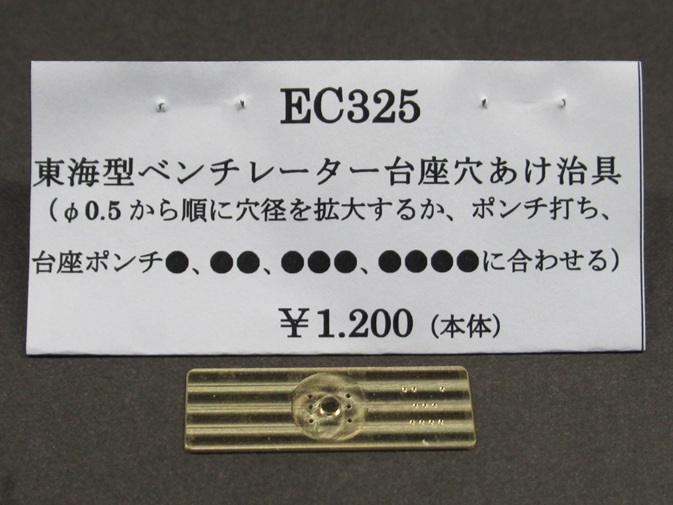 EC325
東海型ベンチレーター台座穴あけ治具
（φ0.5から順に穴径を拡大するか、ポンチ打ち、
台座ポンチ●、●●、●●●、●●●●に合わせる）
￥1.200（本体）